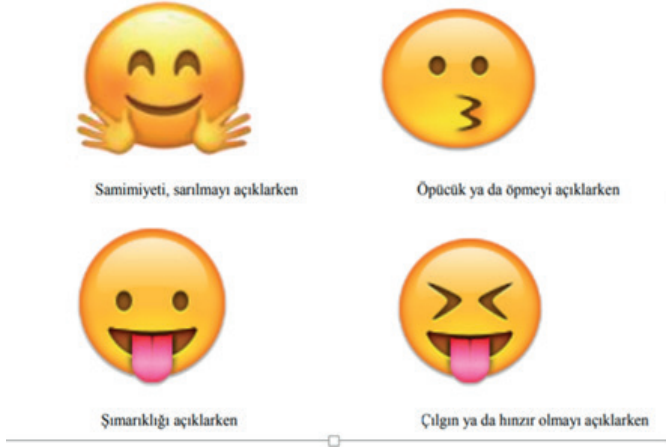 Samimiyeti, sarılmayı açıklarken
Öpücük ya da öpmeyi açıklarken
Şımarıklığı açıklarken
Çılgın ya da hınzır olmayı açıklarken